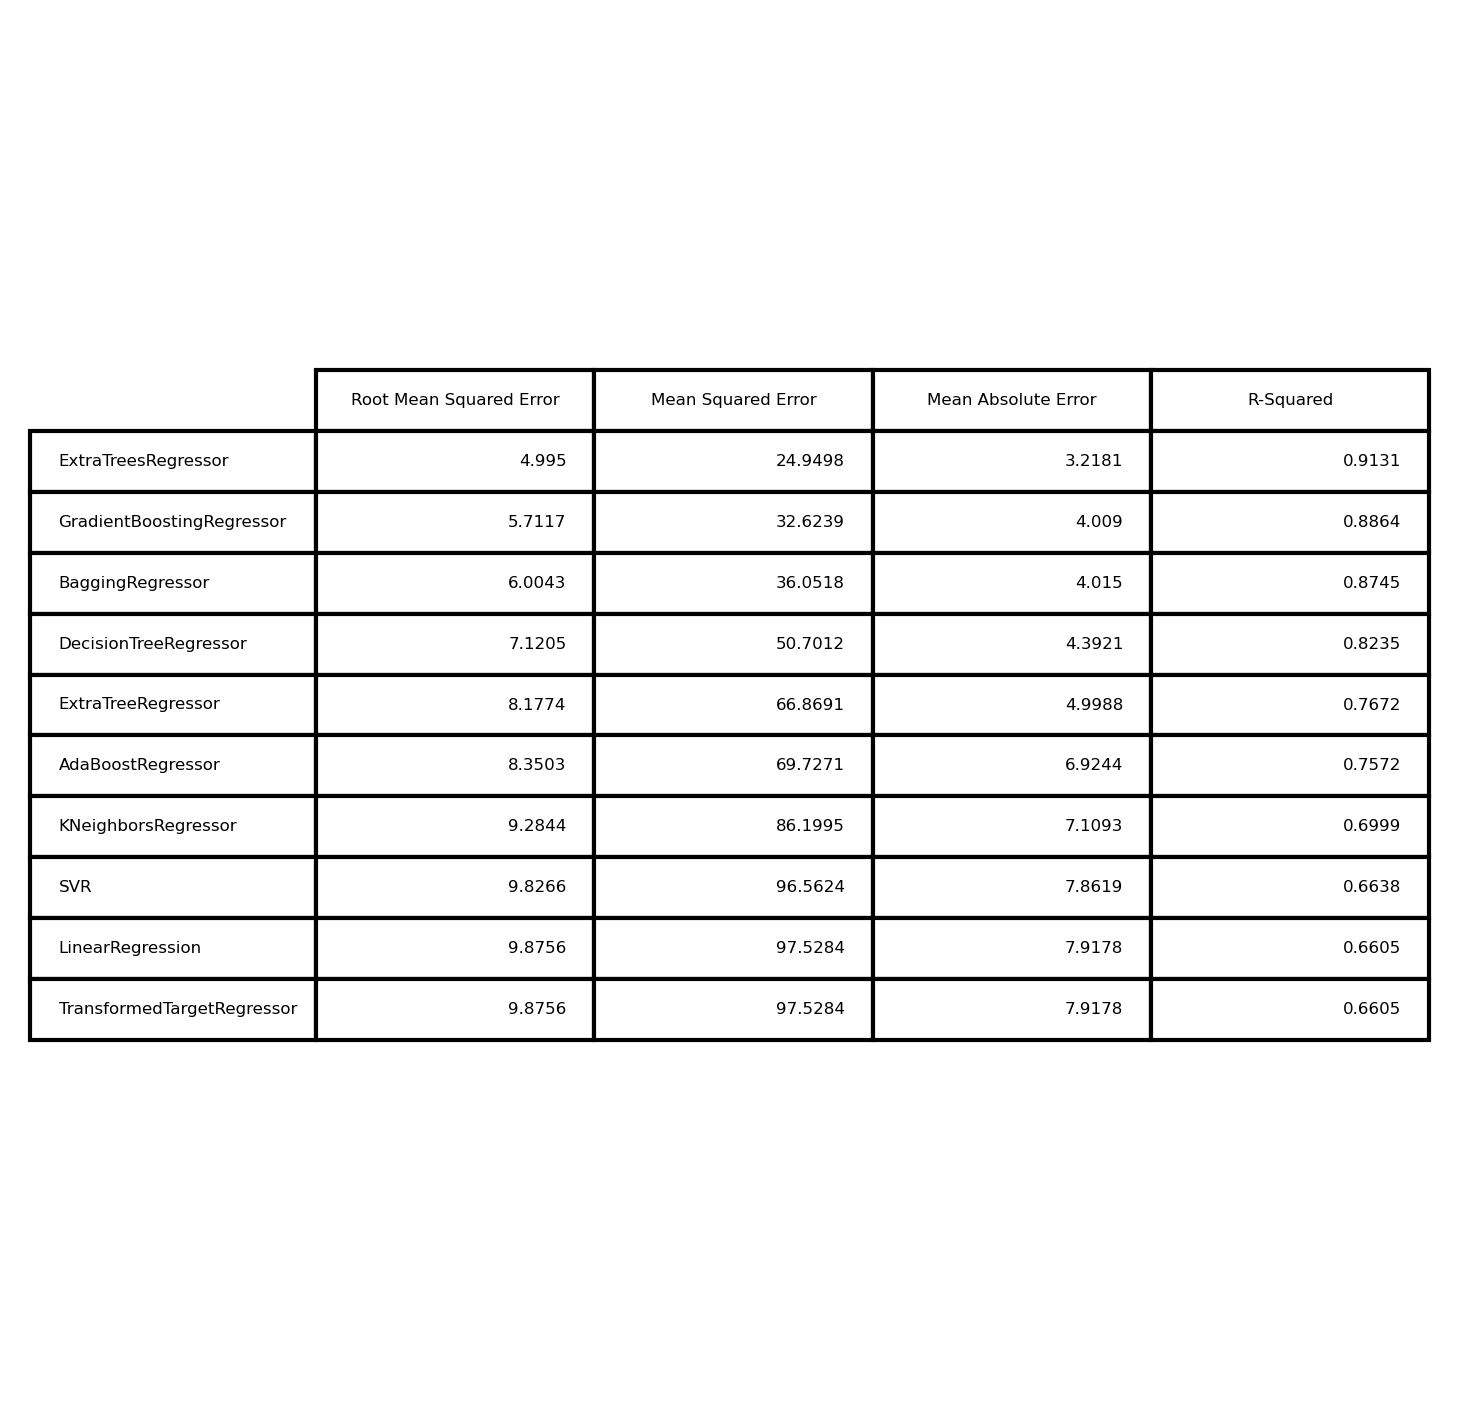 Root Mean Squared Error Mean Squared Error Mean Absolute Error R-Squared
ExtraTreesRegressor 4.995 24.9498 3.2181 0.9131
GradientBoostingRegressor 5.7117 32.6239 4.009 0.8864
BaggingRegressor 6.0043 36.0518 4.015 0.8745
DecisionTreeRegressor 7.1205 50.7012 4.3921 0.8235
ExtraTreeRegressor 8.1774 66.8691 4.9988 0.7672
AdaBoostRegressor 8.3503 69.7271 6.9244 0.7572
KNeighborsRegressor 9.2844 86.1995 7.1093 0.6999
SVR 9.8266 96.5624 7.8619 0.6638
LinearRegression 9.8756 97.5284 7.9178 0.6605
TransformedTargetRegressor 9.8756 97.5284 7.9178 0.6605